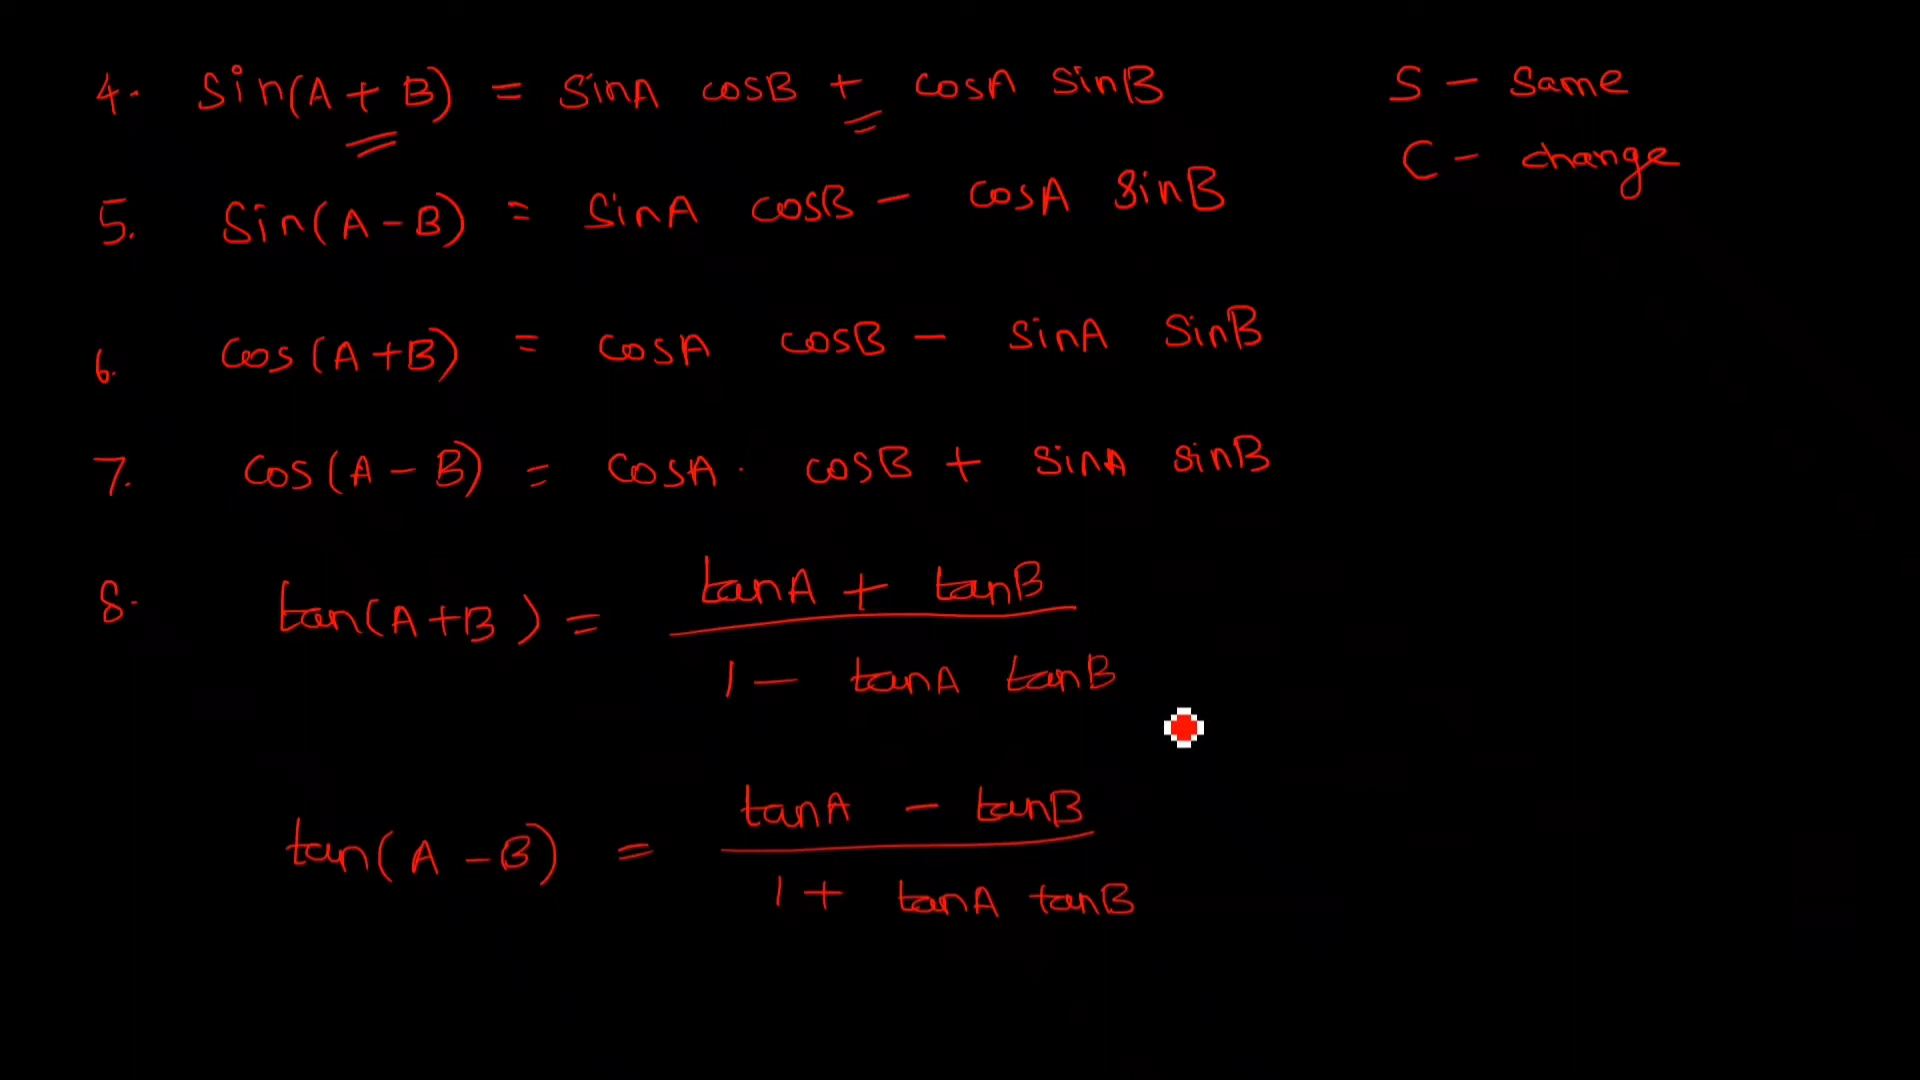 4. Sin(A + B) = SinA cosB + cosA SinB
S - Same
C - change
5. Sin(A - B) = SinA cosB - cosA SinB
6. cos(A+B) = cosA cosB - sinA SinB
7. cos(A - B) = cosA · cosB + sinA sinB
8. tan(A+B) = tanA + tanB
1 - tanA tanB
tan(A - B) = tanA - tanB
1 + tanA tanB